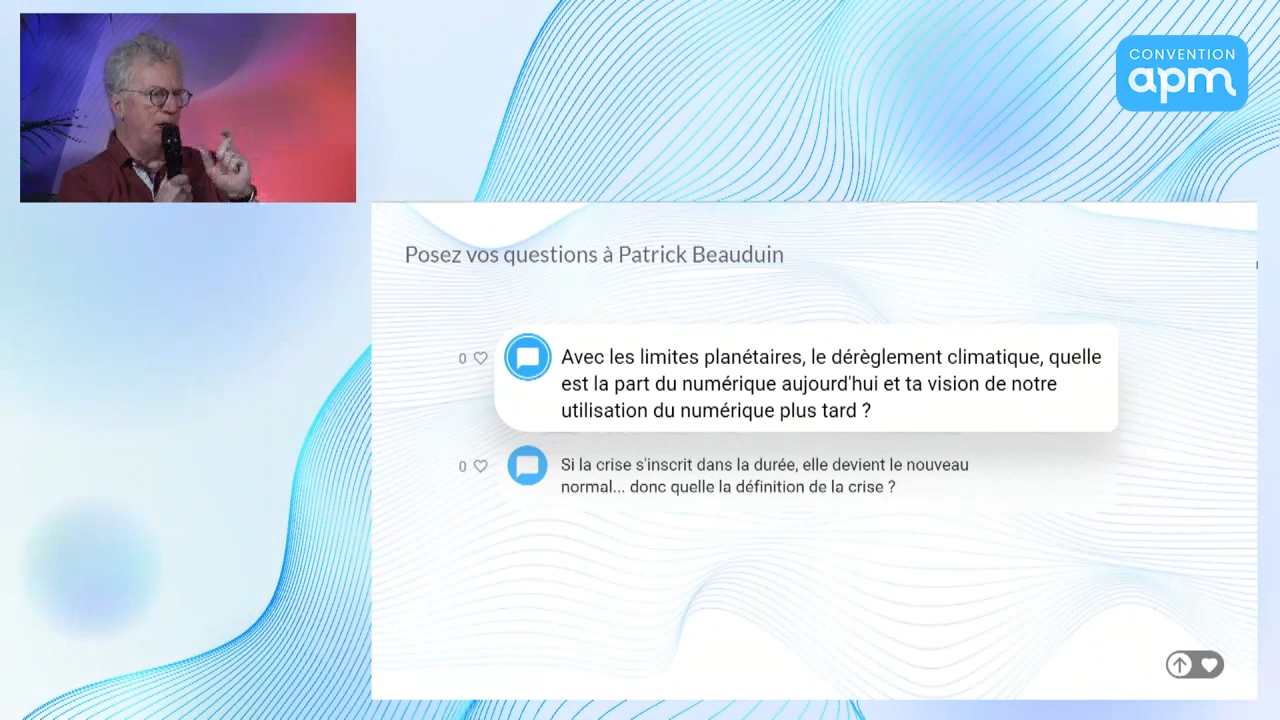 CONVENTION
apm
Posez vos questions à Patrick Beauduin
0
Avec les limites planétaires, le dérèglement climatique, quelle
est la part du numérique aujourd'hui et ta vision de notre
utilisation du numérique plus tard ?
0
Si la crise s'inscrit dans la durée, elle devient le nouveau
normal... donc quelle la définition de la crise ?